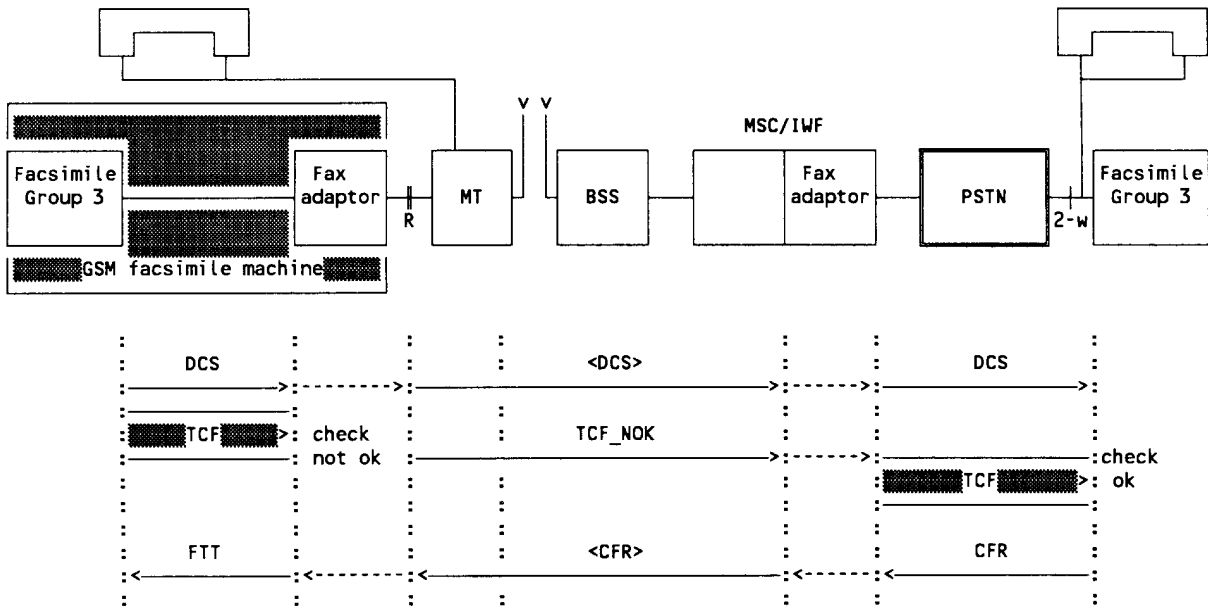 MSC/IWF
Facsimile
Group 3
Fax
adaptor
R
MT
BSS
Fax
adaptor
PSTN
2-w
Facsimile
Group 3
GSM facsimile machine
DCS
<DCS>
DCS
TCF
check
not ok
TCF_NOK
check
ok
TCF
FTT
<CFR>
CFR